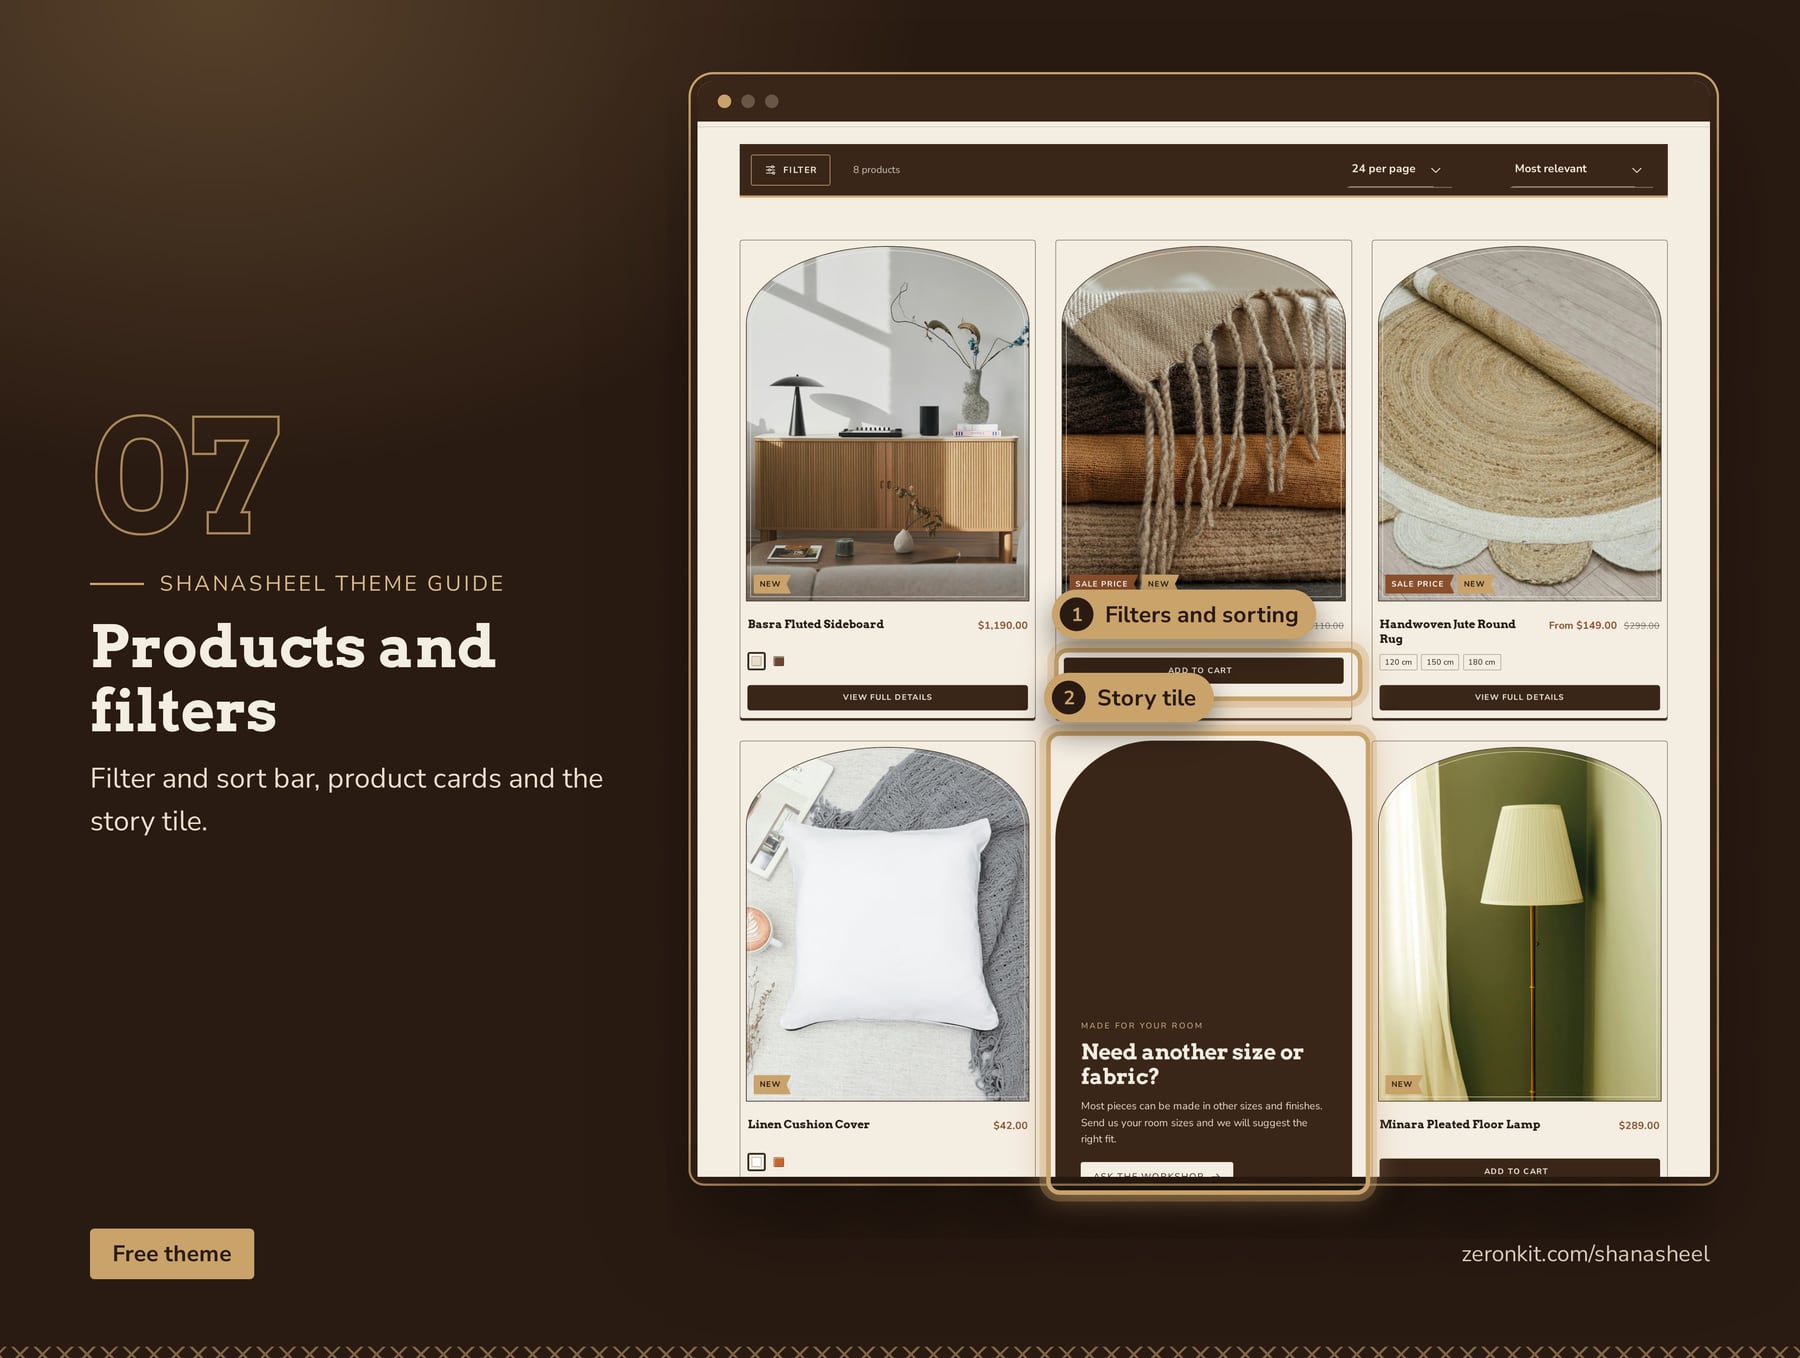 07
SHANASHEEL THEME GUIDE
Products and
filters
Filter and sort bar, product cards and the
story tile.
Free theme
FILTER
8 products
24 per page
Most relevant
NEW
Basra Fluted Sideboard
$1,190.00
VIEW FULL DETAILS
SALE PRICE
NEW
1 Filters and sorting
ADD TO CART
2 Story tile
SALE PRICE
NEW
Handwoven Jute Round
Rug
From $149.00 $299.00
120 cm 150 cm 180 cm
VIEW FULL DETAILS
NEW
Linen Cushion Cover
$42.00
MADE FOR YOUR ROOM
Need another size or
fabric?
Most pieces can be made in other sizes and finishes.
Send us your room sizes and we will suggest the
right fit.
ASK THE WORKSHOP
NEW
Minara Pleated Floor Lamp
$289.00
ADD TO CART
zeronkit.com/shanasheel